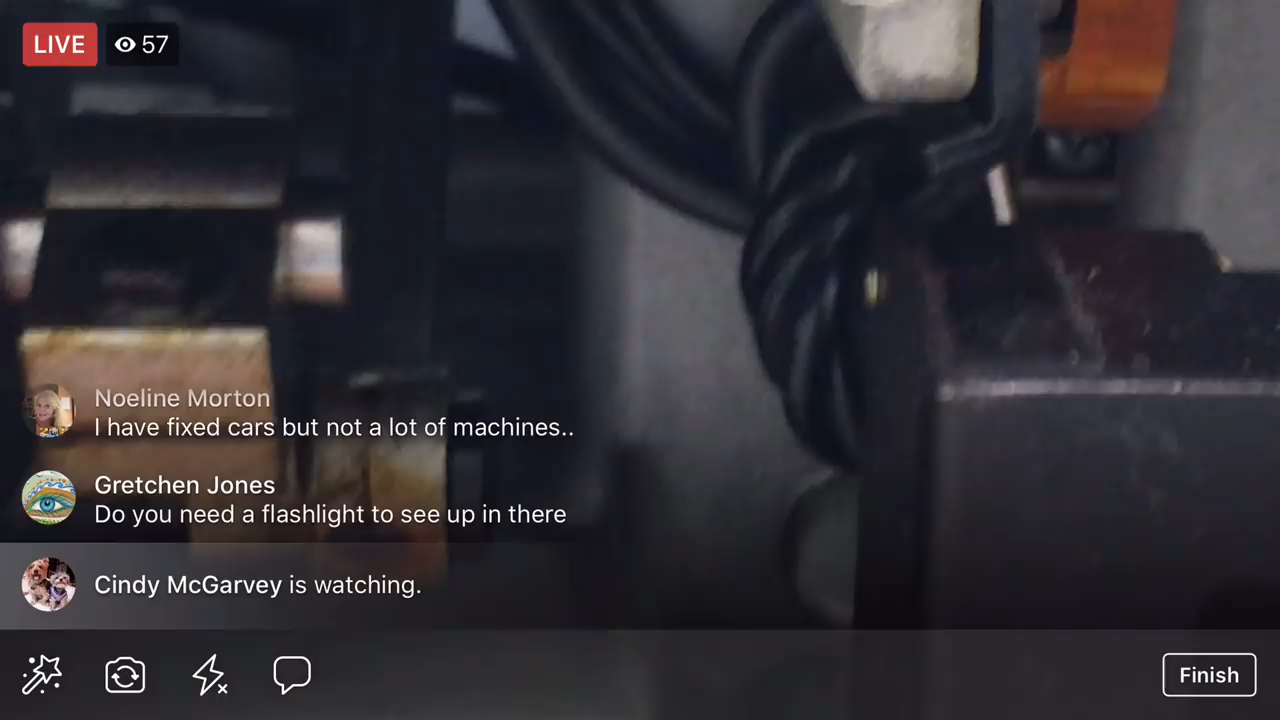 LIVE 57
Noeline Morton
I have fixed cars but not a lot of machines..
Gretchen Jones
Do you need a flashlight to see up in there
Cindy McGarvey is watching.
Finish